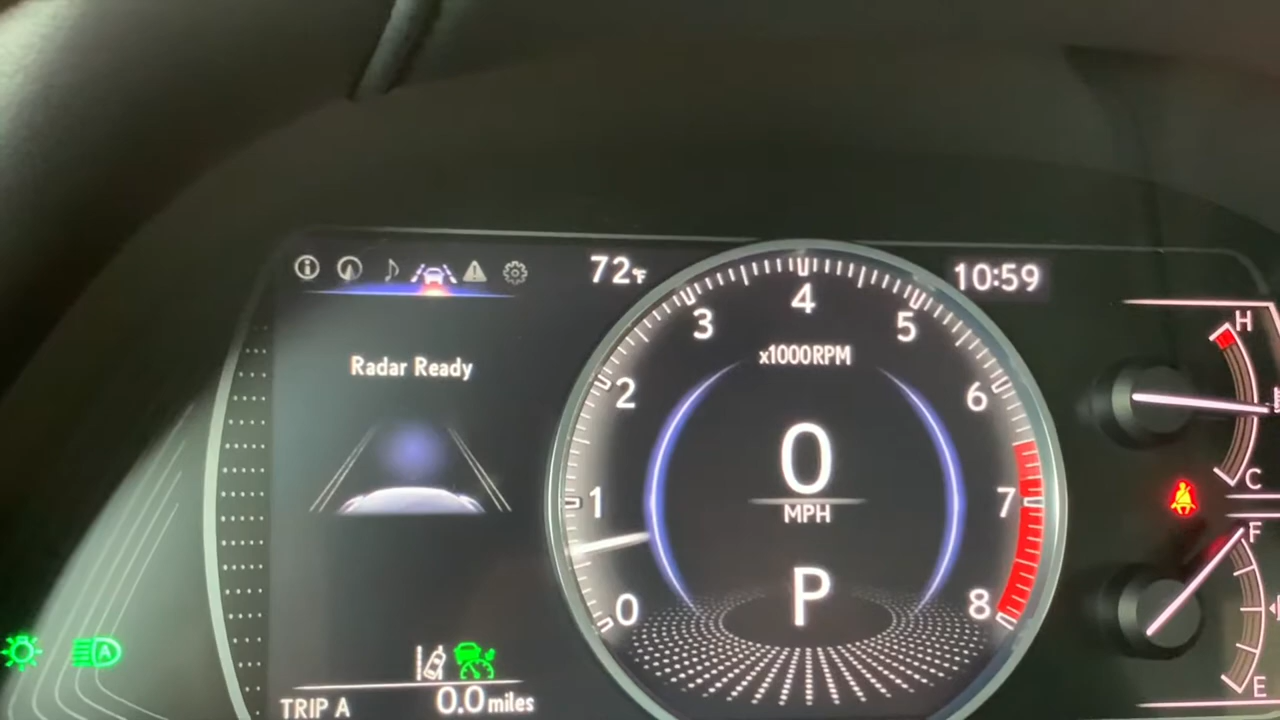 72°F
10:59
Radar Ready
0
1
2
3
4
5
6
7
8
x1000RPM
0
MPH
P
H
C
F
E
A
TRIP A
0.0 miles